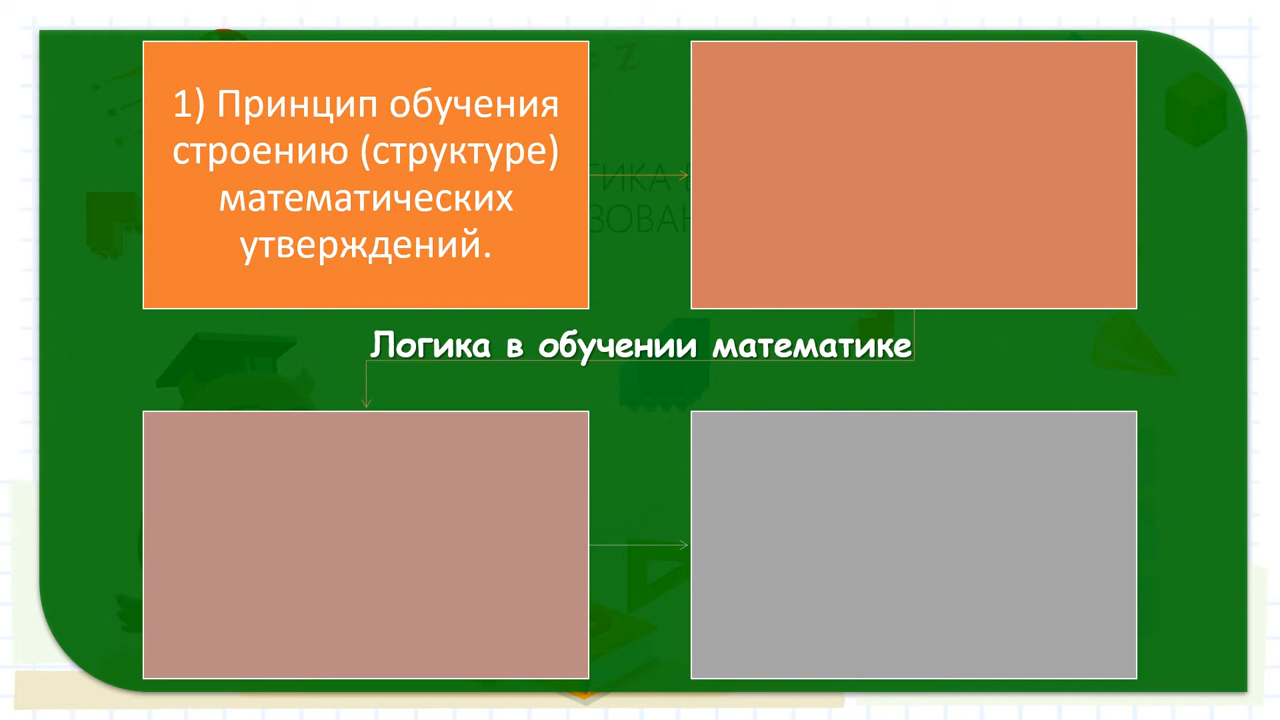 1) Принцип обучения
строению (структуре)
математических
утверждений.
Логика в обучении математике